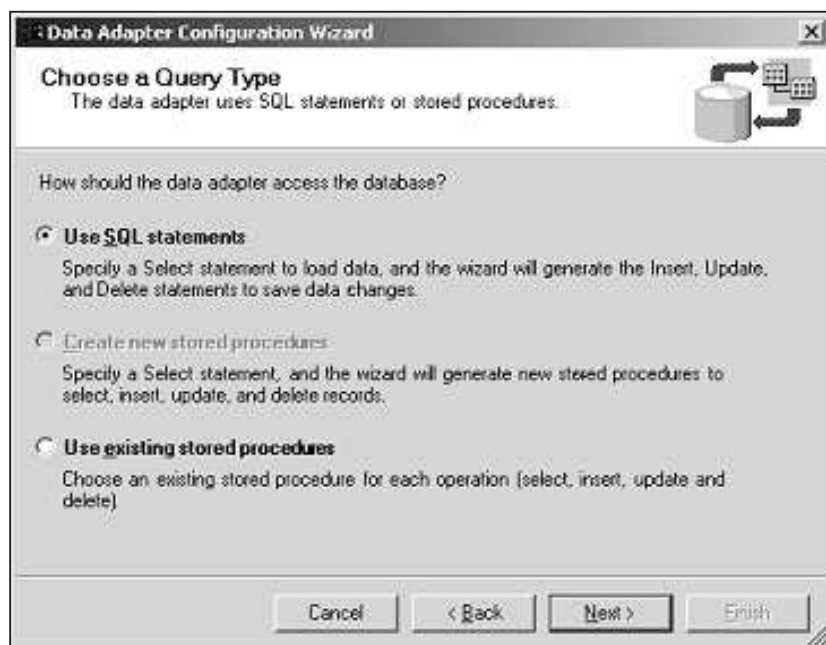 Data Adapter Configuration Wizard
Choose a Query Type
The data adapter uses SQL statements or stored procedures.
How should the data adapter access the database?
Use SQL statements
Specify a Select statement to load data, and the wizard will generate the Insert, Update,
and Delete statements to save data changes.
Create new stored procedures
Specify a Select statement, and the wizard will generate new stored procedures to
select, insert, update, and delete records.
Use existing stored procedures
Choose an existing stored procedure for each operation (select, insert, update and
delete).
Cancel
< Back
Next >
Finish